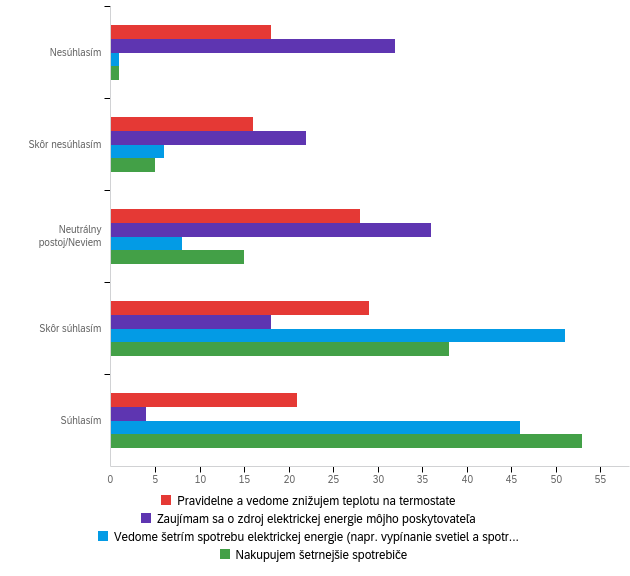 Nesúhlasím
Skôr nesúhlasím
Neutrálny
postoj/Neviem
Skôr súhlasím
Súhlasím
0 5 10 15 20 25 30 35 40 45 50 55
Pravidelne a vedome znižujem teplotu na termostate
Zaujímam sa o zdroj elektrickej energie môjho poskytovateľa
Vedome šetrím spotrebu elektrickej energie (napr. vypínanie svetiel a spotr...
Nakupujem šetrnejšie spotrebiče